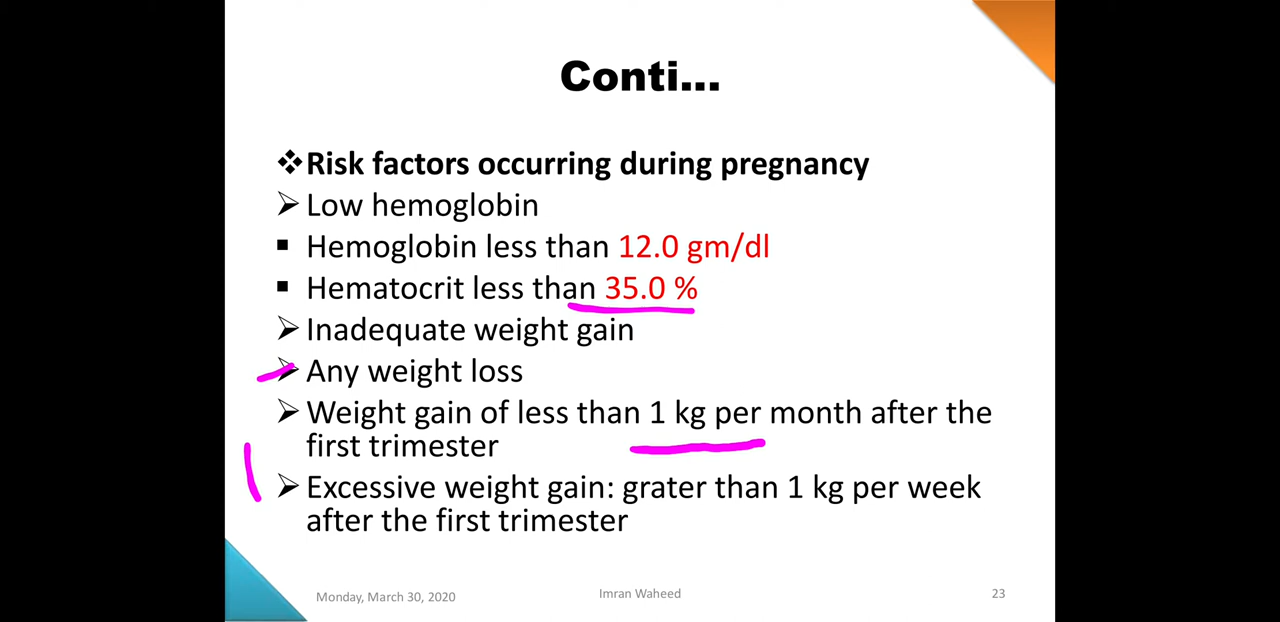 Conti...
Risk factors occurring during pregnancy
Low hemoglobin
Hemoglobin less than 12.0 gm/dl
Hematocrit less than 35.0 %
Inadequate weight gain
Any weight loss
Weight gain of less than 1 kg per month after the
first trimester
Excessive weight gain: grater than 1 kg per week
after the first trimester
Monday, March 30, 2020
Imran Waheed
23